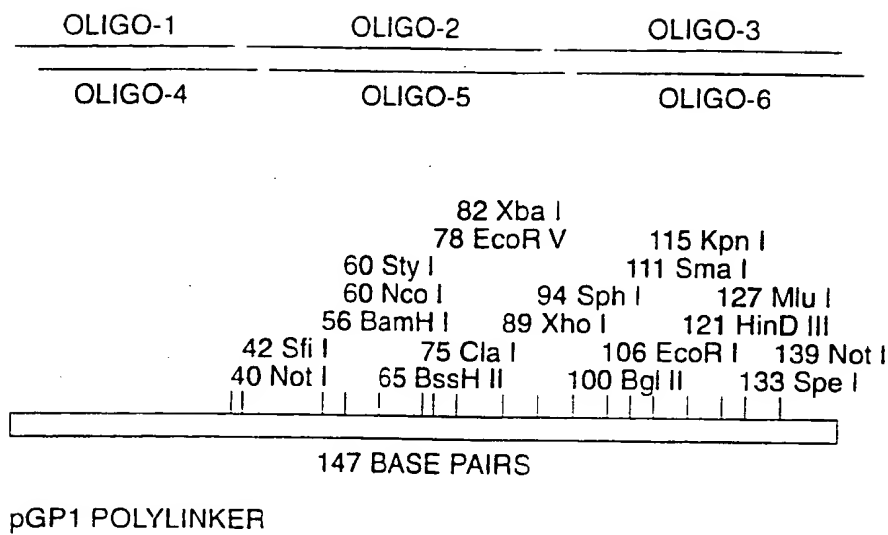 OLIGO-1 OLIGO-2 OLIGO-3
OLIGO-4 OLIGO-5 OLIGO-6
82 Xba I
78 EcoR V 115 Kpn I
60 Sty I 111 Sma I
60 Nco I 94 Sph I 127 Mlu I
56 BamH I 89 Xho I 121 HinD III
42 Sfi I 75 Cla I 106 EcoR I 139 Not I
40 Not I 65 BssH II 100 Bgl II 133 Spe I
147 BASE PAIRS
pGP1 POLYLINKER